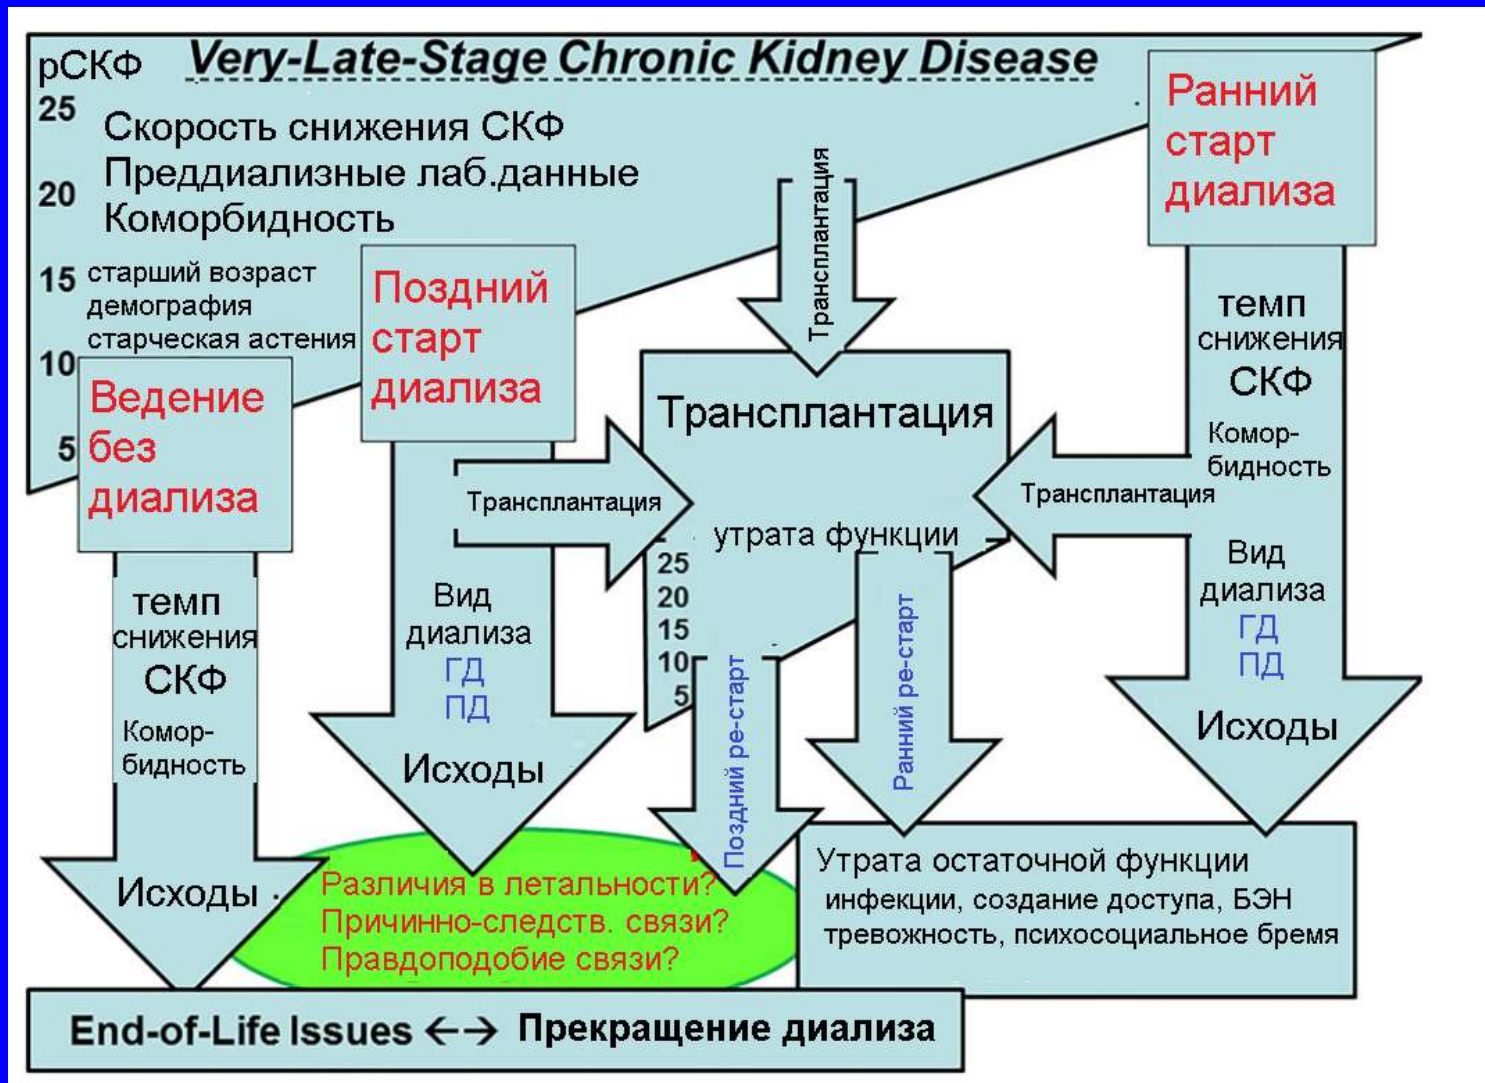 рСКФ
Very-Late-Stage Chronic Kidney Disease
25
20
15
10
5
Скорость снижения СКФ
Преддиализные лаб.данные
Коморбидность
старший возраст
демография
старческая астения
Ведение
без
диализа
темп
снижения
СКФ
Комор-
бидность
Исходы
Поздний
старт
диализа
Трансплантация
Вид
диализа
ГД
ПД
Исходы
Трансплантация
Трансплантация
утрата функции
25
20
15
10
5
Поздний ре-старт
Ранний ре-старт
Ранний
старт
диализа
темп
снижения
СКФ
Комор-
бидность
Трансплантация
Вид
диализа
ГД
ПД
Исходы
Различия в летальности?
Причинно-следств. связи?
Правдоподобие связи?
Утрата остаточной функции
инфекции, создание доступа, БЭН
тревожность, психосоциальное бремя
End-of-Life Issues ←→ Прекращение диализа